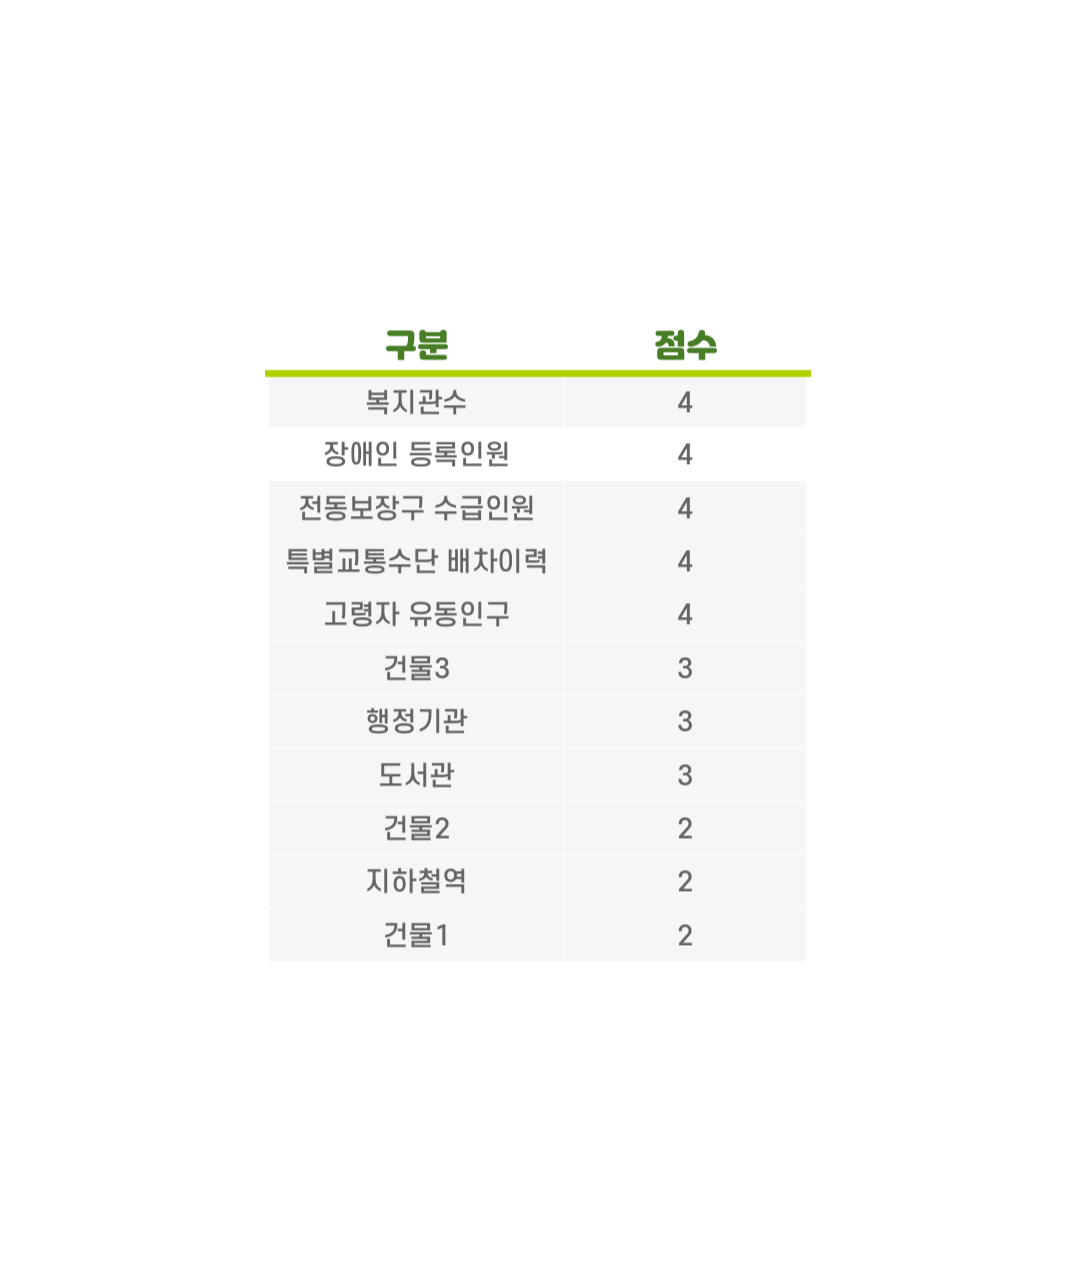 구분 점수
복지관수 4
장애인 등록인원 4
전동보장구 수급인원 4
특별교통수단 배차이력 4
고령자 유동인구 4
건물3 3
행정기관 3
도서관 3
건물2 2
지하철역 2
건물1 2